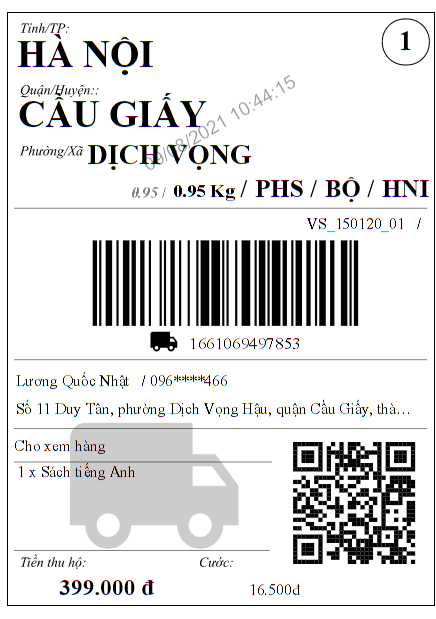 Tỉnh/TP:
HÀ NỘI
1
Quận/Huyện::
CẦU GIẤY
09/08/2021 10:44:15
Phường/Xã DỊCH VỌNG
0.95 / 0.95 Kg / PHS / BỘ / HNI
VS_150120_01 /
1661069497853
Lương Quốc Nhật / 096*****466
Số 11 Duy Tân, phường Dịch Vọng Hậu, quận Cầu Giấy, thà...
Cho xem hàng
1 x Sách tiếng Anh
Tiền thu hộ: Cước:
399.000 đ 16.500đ